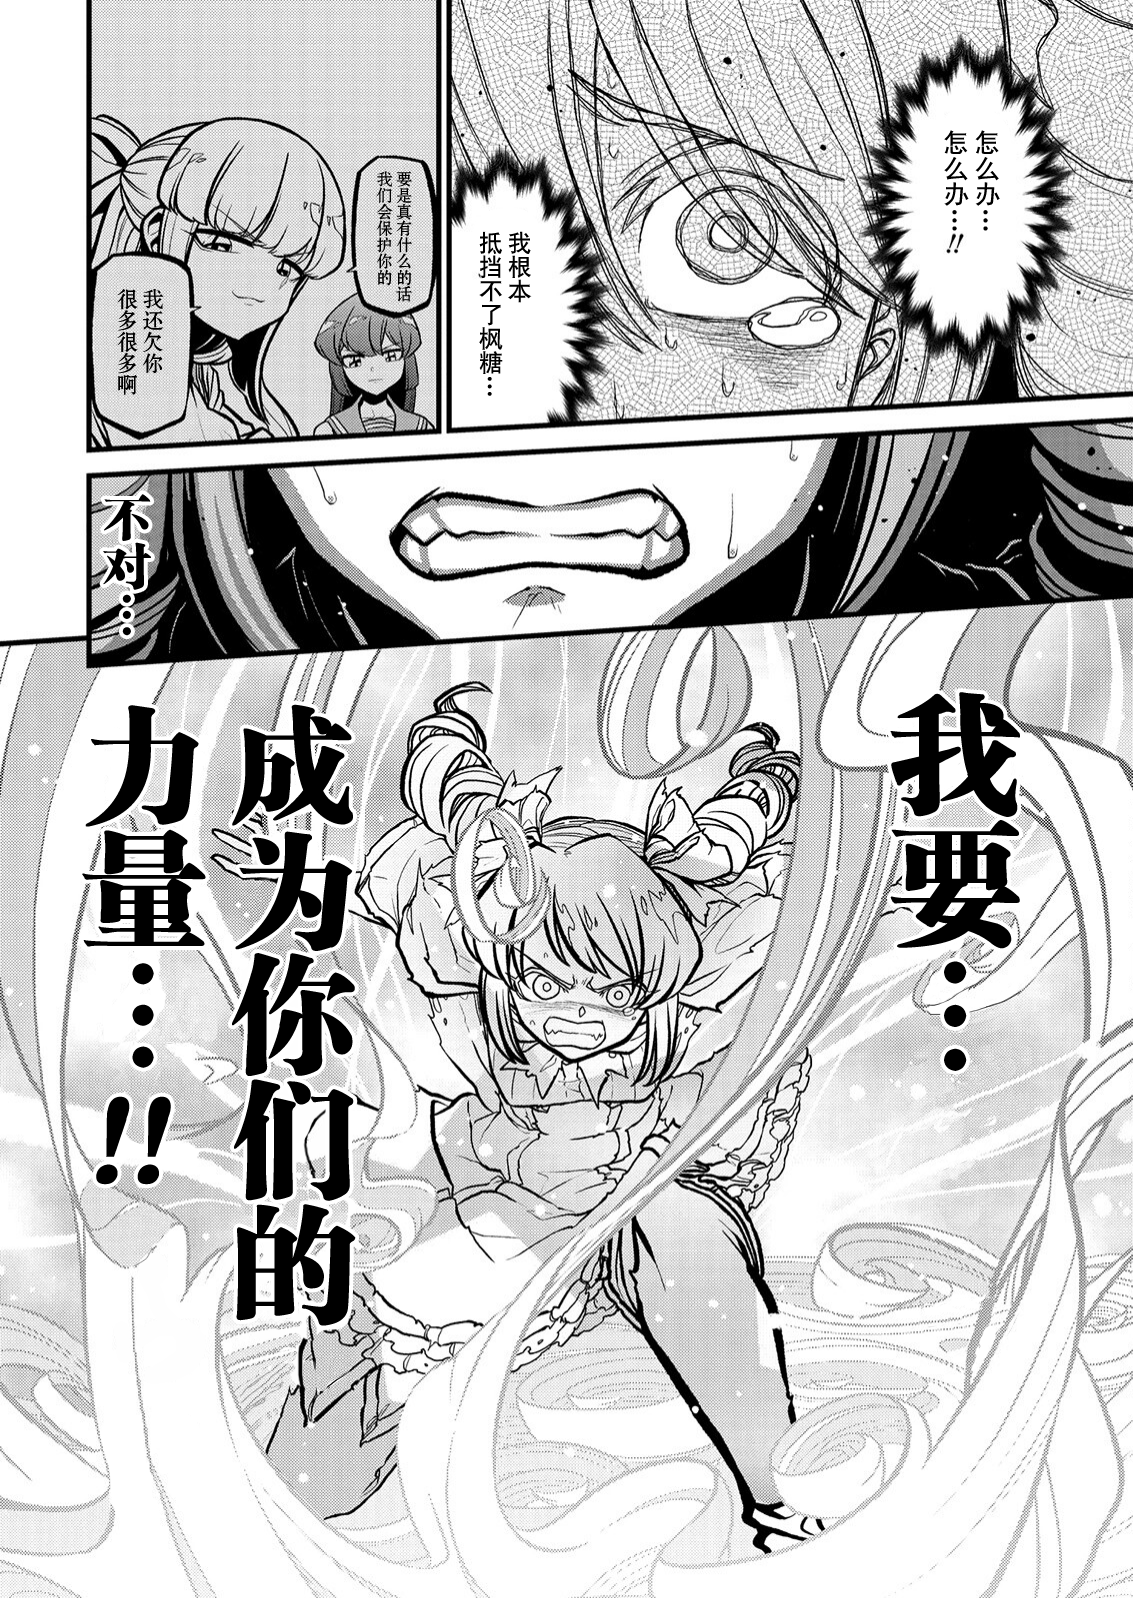 怎么办…
怎么办…!!
我根本
抵挡不了枫糖…
要是真有什么的话
我们会保护你的
我还欠你
很多很多啊
不对…
我要…
成为你们的
力量…!!